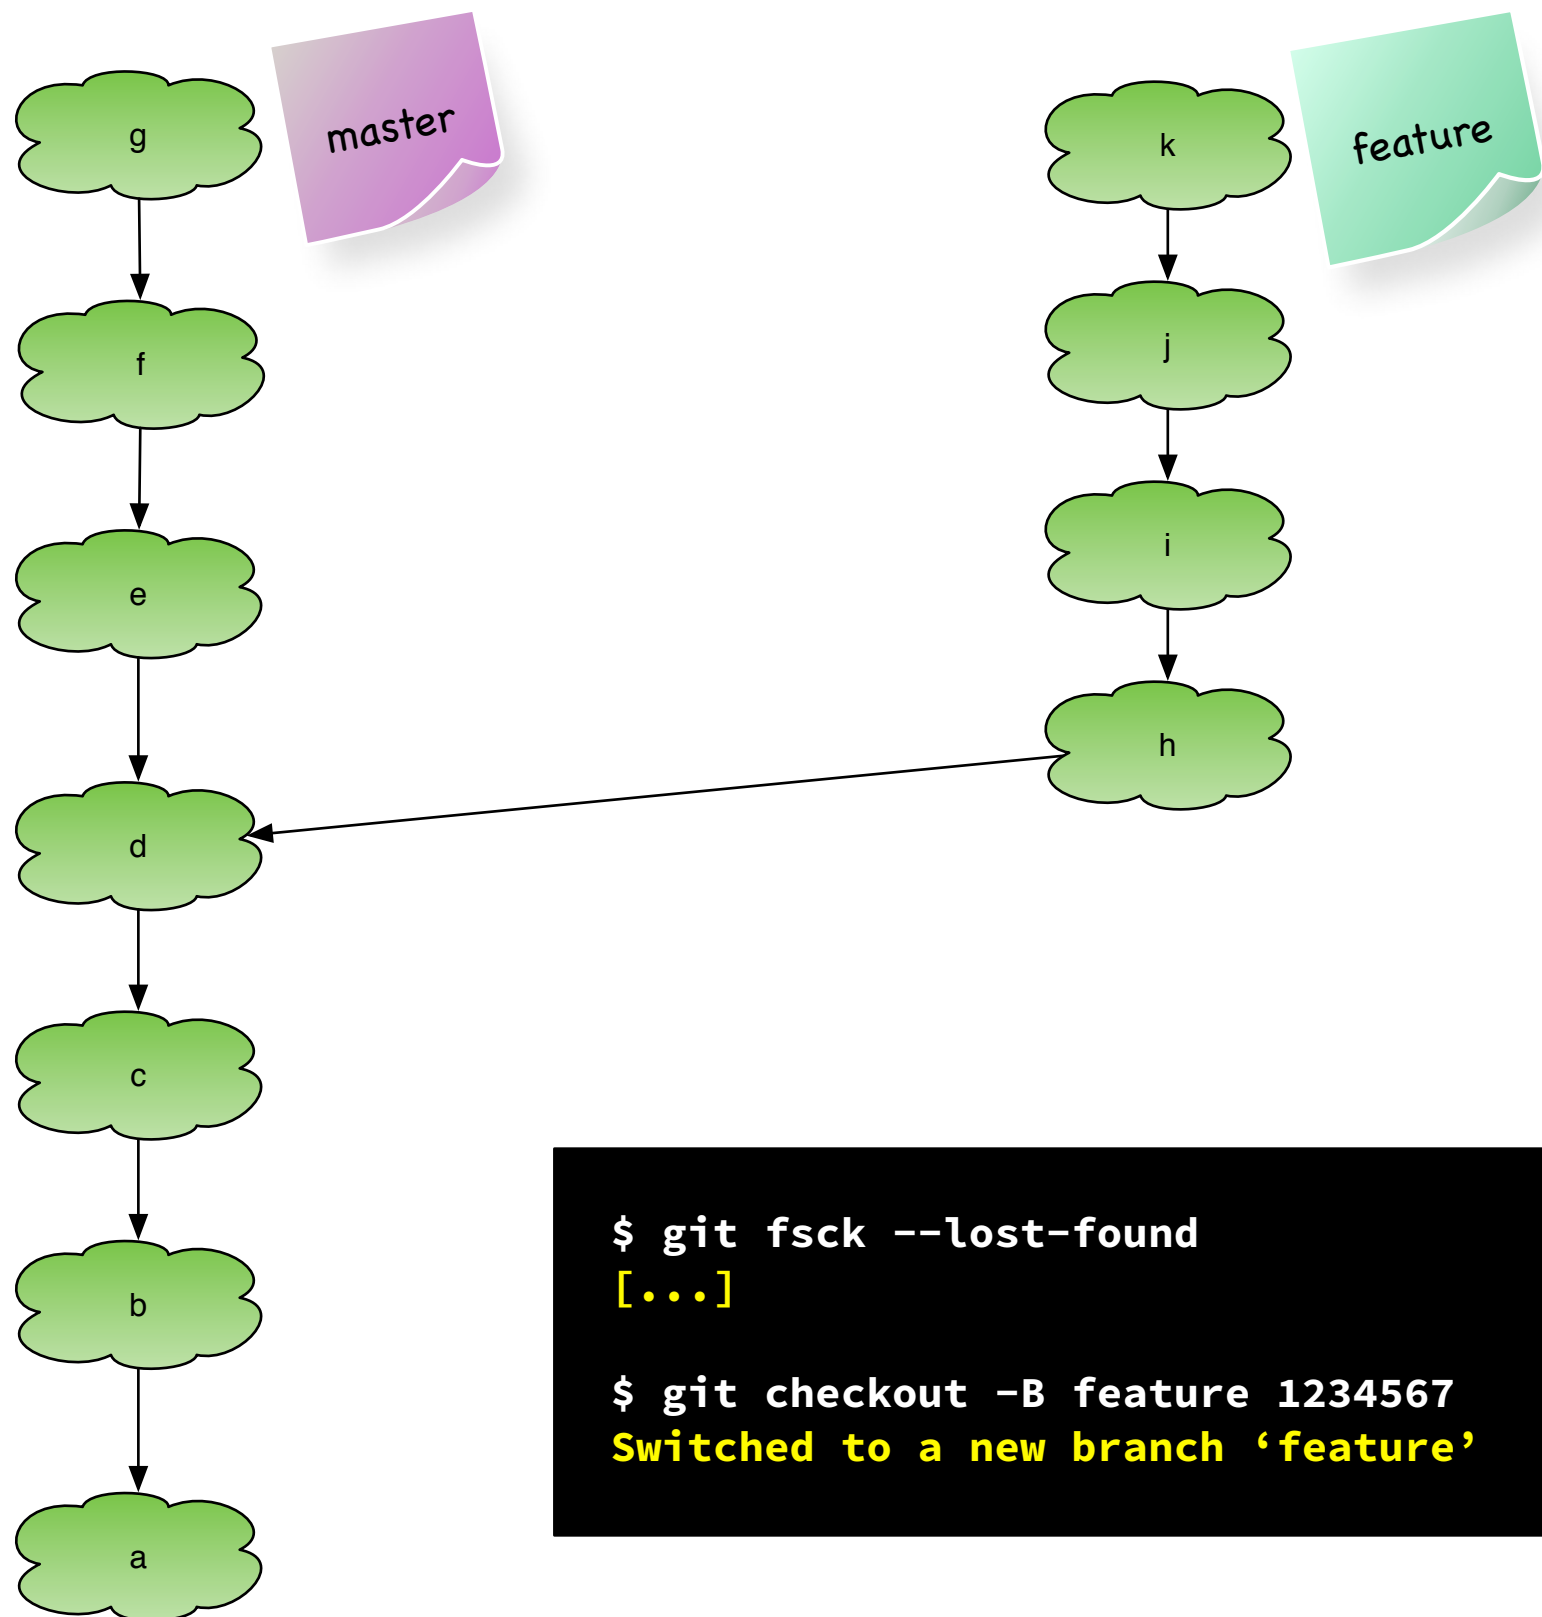 g
master
k
feature
f
j
e
i
d
h
c
b
a
$ git fsck --lost-found
[...]
$ git checkout -B feature 1234567
Switched to a new branch ‘feature’